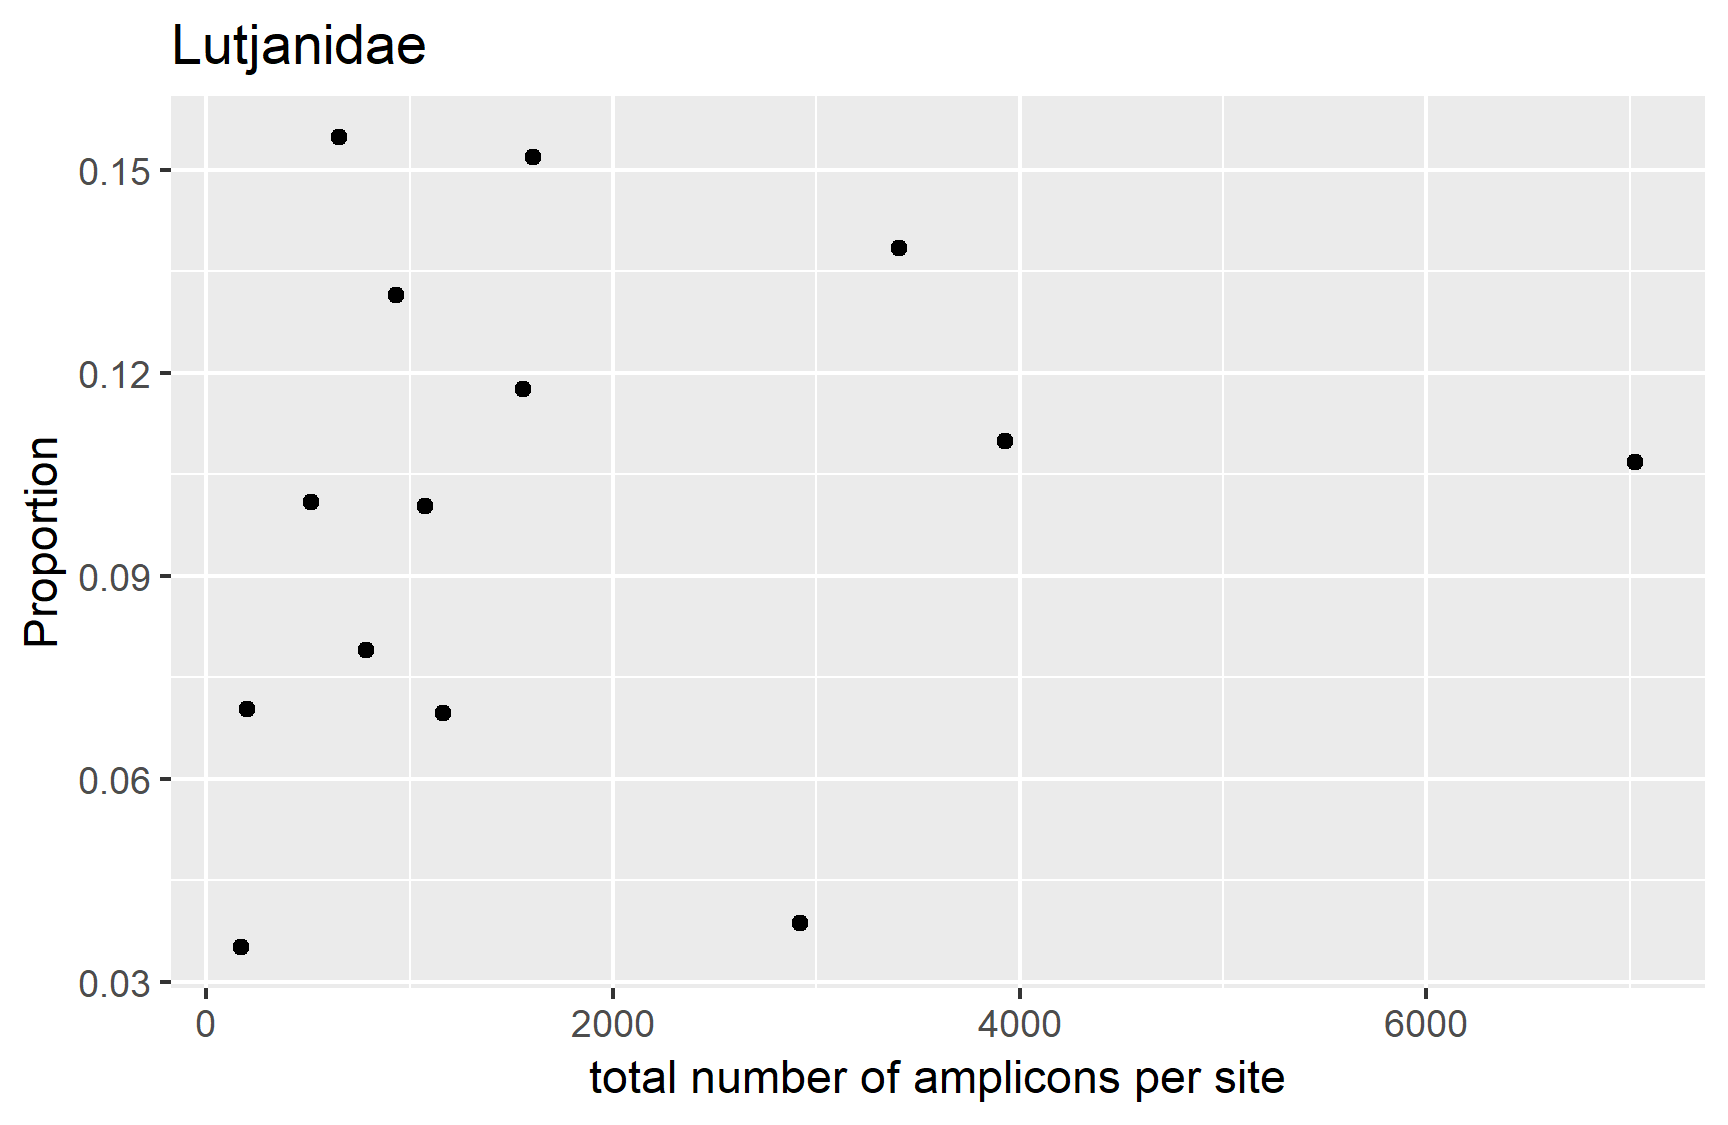 Lutjanidae
Proportion
0.15
0.12
0.09
0.06
0.03
0 2000 4000 6000
total number of amplicons per site